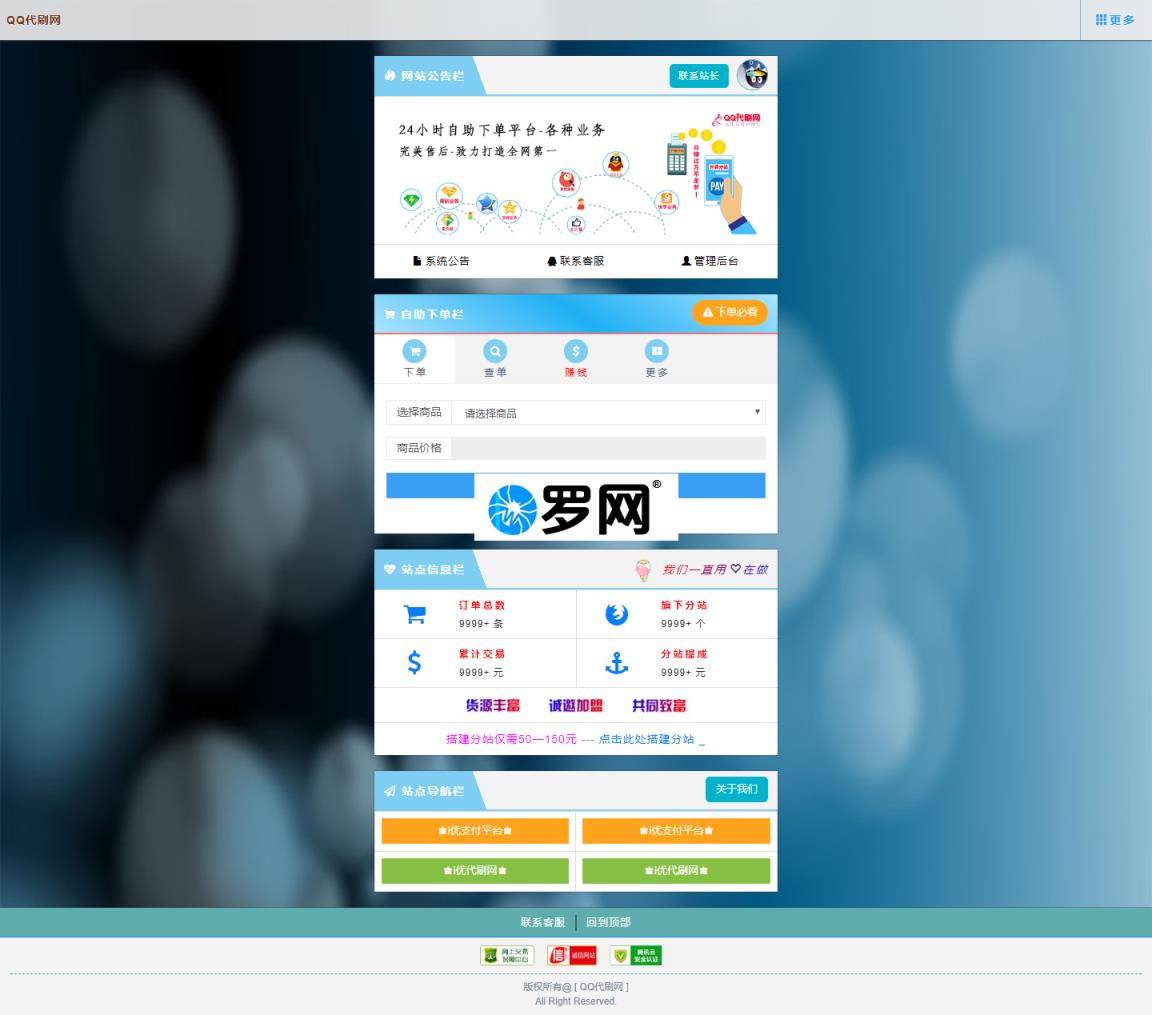 QQ代刷网
更多
网站公告栏
联系站长
24小时自助下单平台-各种业务
完美售后-致力打造全网第一
QQ代刷网
日赚过万不是梦！
PAY
系统公告
联系客服
管理后台
自助下单栏
下单必看
下单
查单
赚钱
更多
选择商品
请选择商品
商品价格
罗网®
站点信息栏
我们一直用♡在做
订单总数
9999+ 条
旗下分站
9999+ 个
累计交易
9999+ 元
分站提成
9999+ 元
货源丰富 诚邀加盟 共同致富
搭建分站仅需50—150元 --- 点击此处搭建分站 _
站点导航栏
关于我们
i优支付平台
i优支付平台
i优代刷网
i优代刷网
联系客服
回到顶部
网上交易
保障中心
信 诚信网站
腾讯云
安全认证
版权所有@ [ QQ代刷网 ]
All Right Reserved.